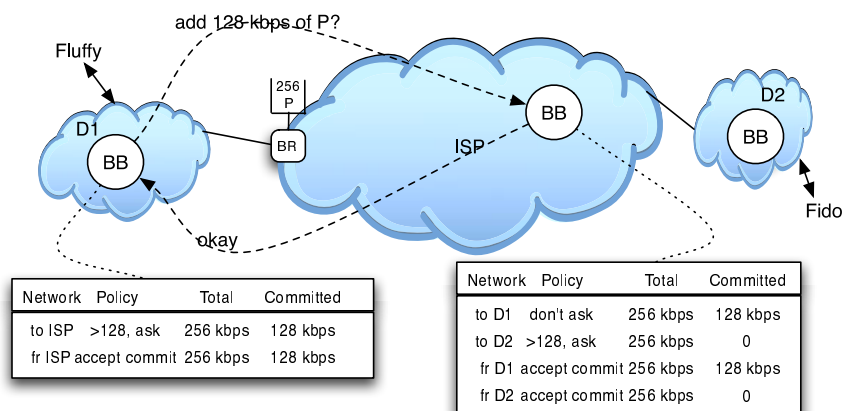 add 128 kbps of P?
Fluffy
256
P
D1
D2
BB
BB
BB
BR
ISP
okay
Fido
Network Policy Total Committed
to ISP >128, ask 256 kbps 128 kbps
fr ISP accept commit 256 kbps 128 kbps
Network Policy Total Committed
to D1 don't ask 256 kbps 128 kbps
to D2 >128, ask 256 kbps 0
fr D1 accept commit 256 kbps 128 kbps
fr D2 accept commit 256 kbps 0